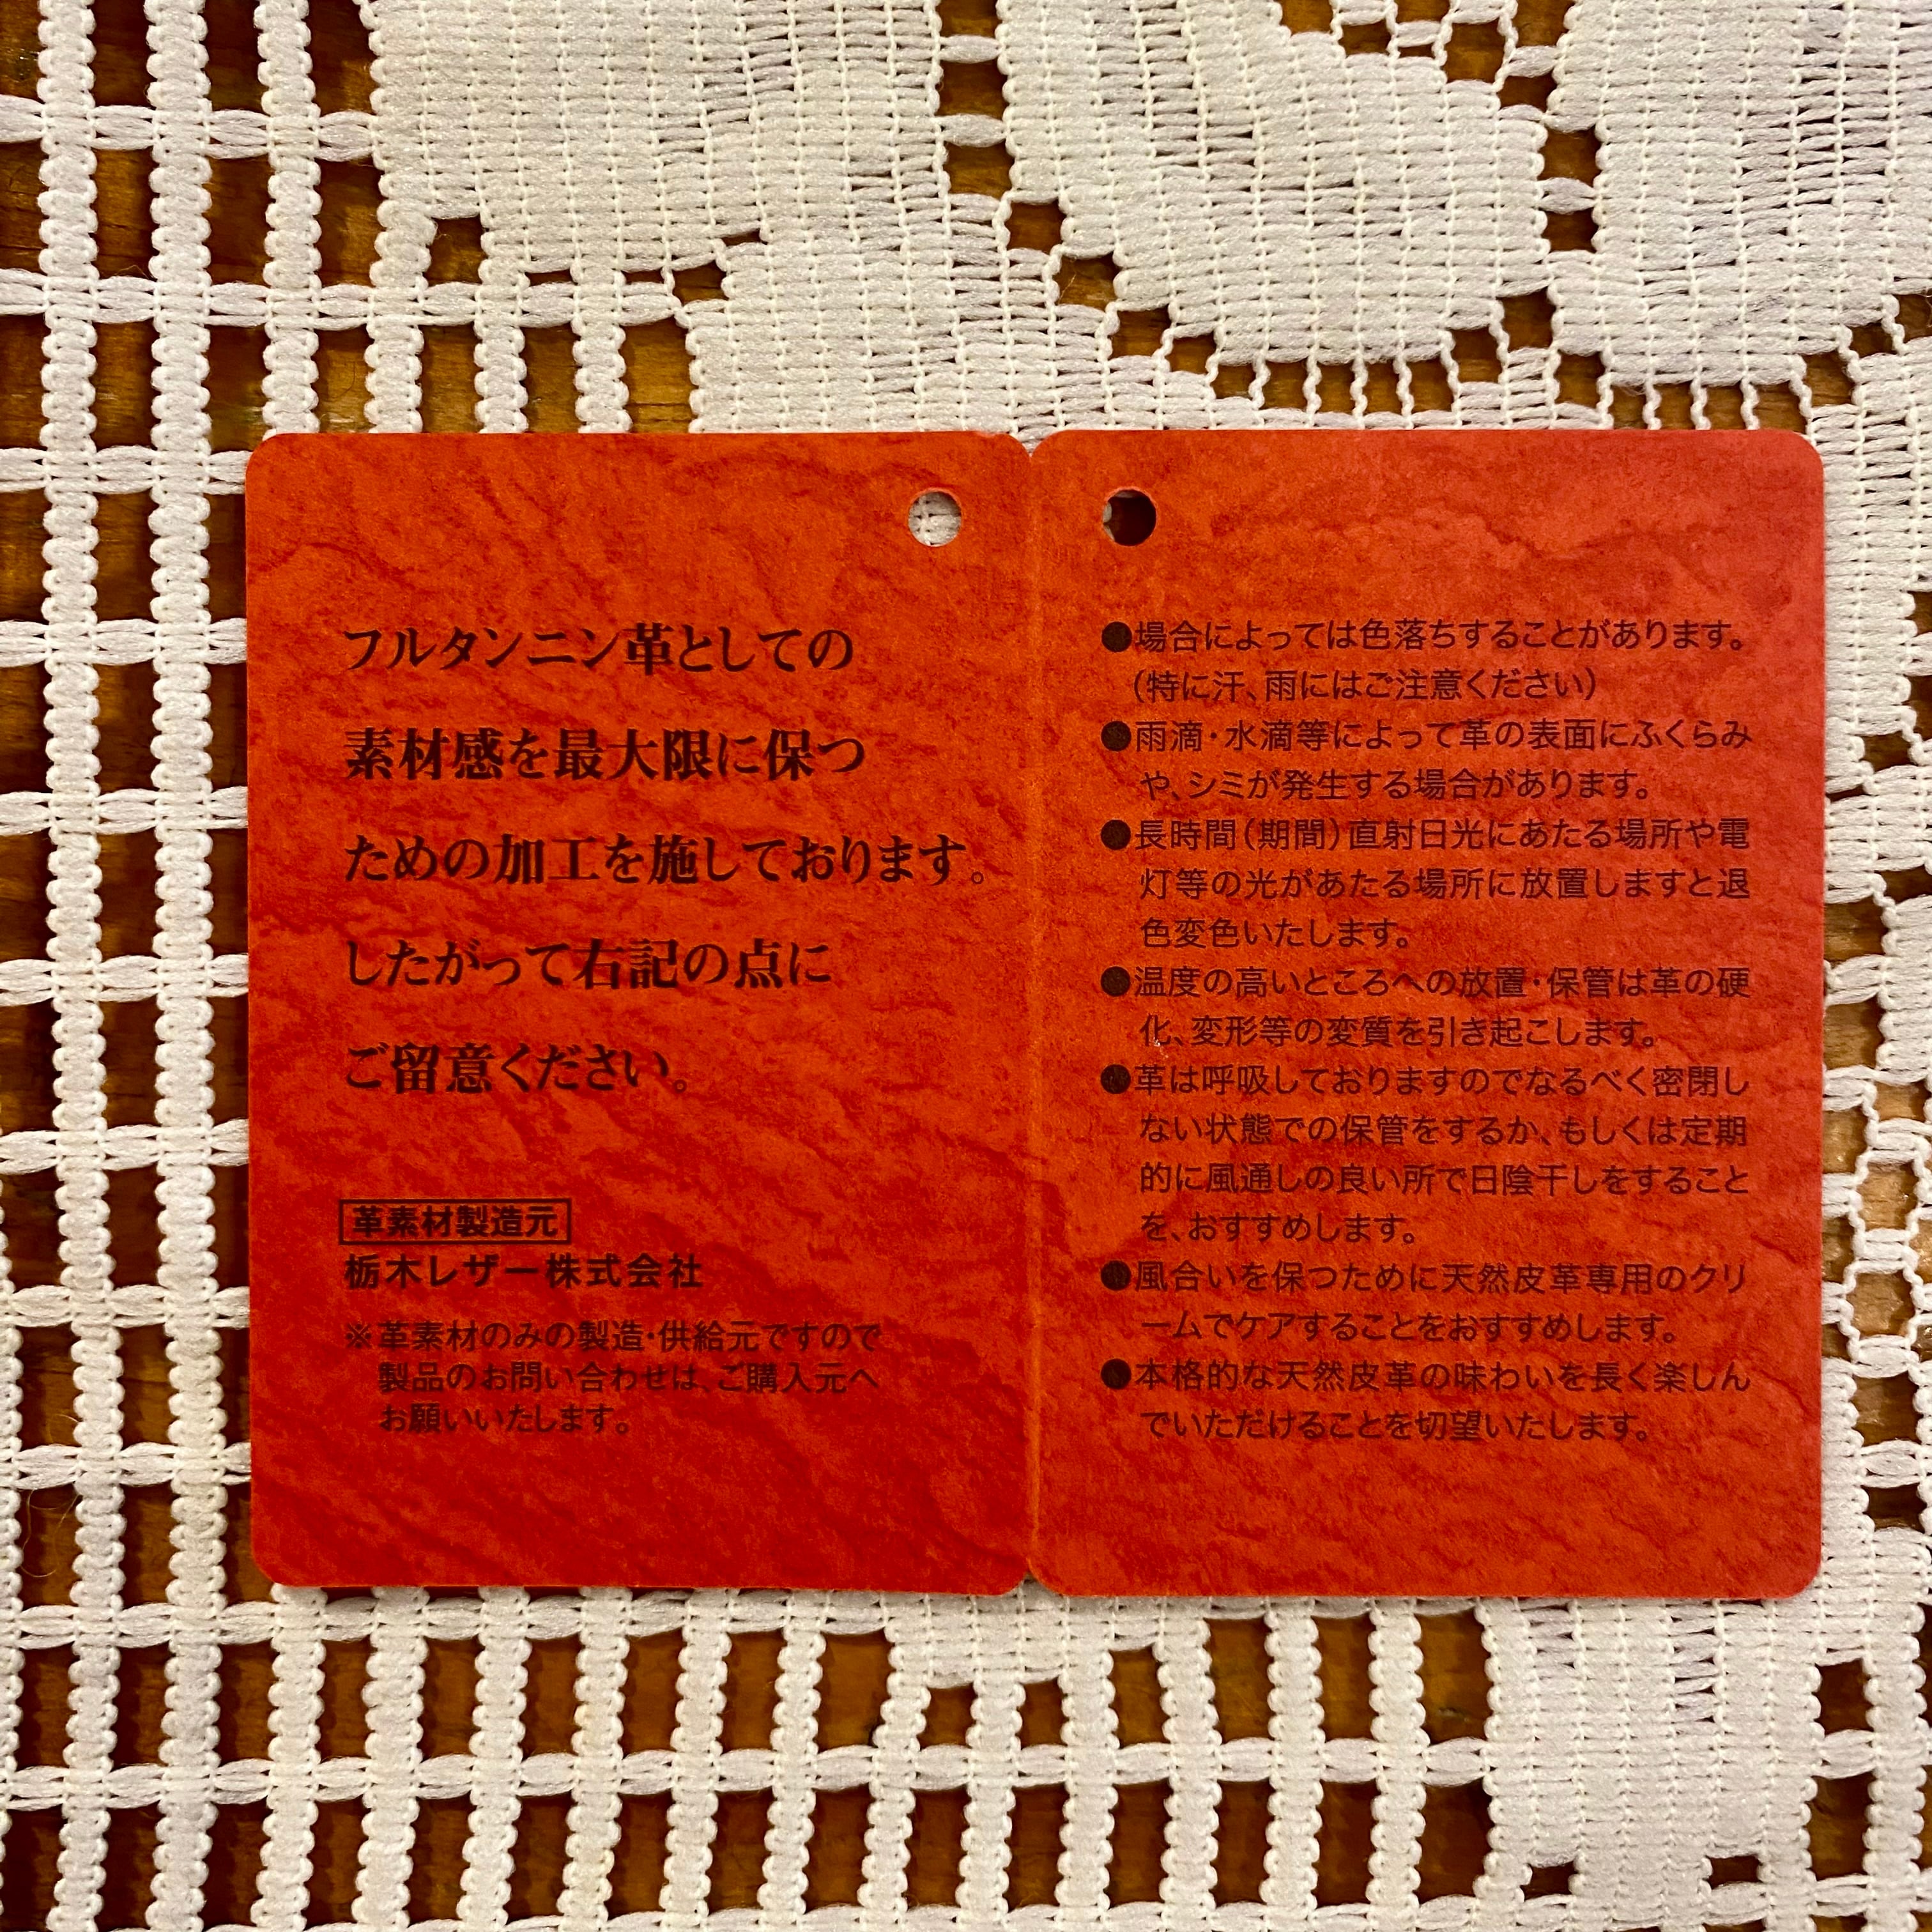 フルタンニン革としての
素材感を最大限に保つ
ための加工を施しております。
したがって右記の点に
ご留意ください。
革素材製造元
栃木レザー株式会社
※革素材のみの製造・供給元ですので
製品のお問い合わせは、ご購入元へ
お願いいたします。
●場合によっては色落ちすることがあります。
(特に汗、雨にはご注意ください)
●雨滴・水滴等によって革の表面にふくらみ
や、シミが発生する場合があります。
●長時間(期間)直射日光にあたる場所や電
灯等の光があたる場所に放置しますと退
色変色いたします。
●温度の高いところへの放置・保管は革の硬
化、変形等の変質を引き起こします。
●革は呼吸しておりますのでなるべく密閉し
ない状態での保管をするか、もしくは定期
的に風通しの良い所で日陰干しをすること
を、おすすめします。
●風合いを保つために天然皮革専用のクリ
ームでケアすることをおすすめします。
●本格的な天然皮革の味わいを長く楽しん
でいただけることを切望いたします。